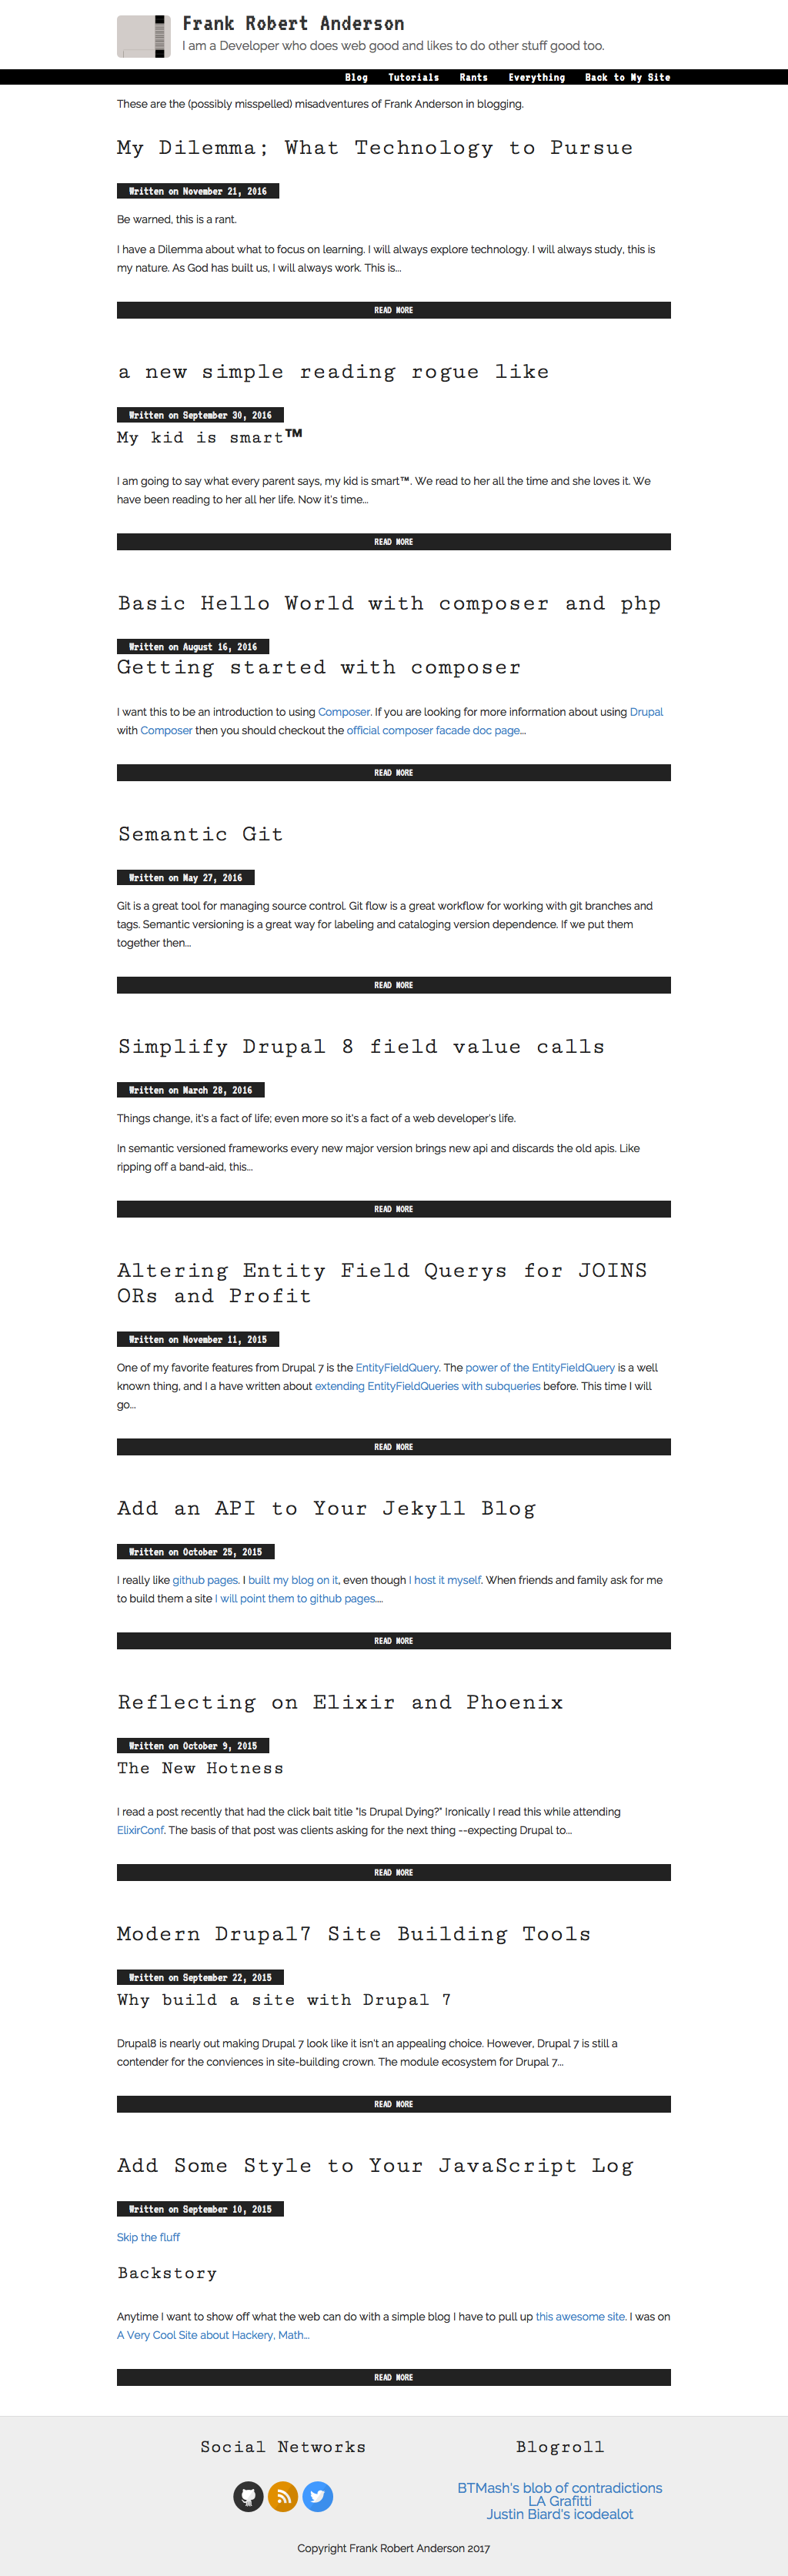 Frank Robert Anderson
I am a Developer who does web good and likes to do other stuff good too.
Blog Tutorials Rants Everything Back to My Site
These are the (possibly misspelled) misadventures of Frank Anderson in blogging.
My Dilemma; What Technology to Pursue
Written on November 21, 2016
Be warned, this is a rant.
I have a Dilemma about what to focus on learning. I will always explore technology. I will always study, this is
my nature. As God has built us, I will always work. This is...
READ MORE
a new simple reading rogue like
Written on September 30, 2016
My kid is smart™
I am going to say what every parent says, my kid is smart™. We read to her all the time and she loves it. We
have been reading to her all her life. Now it's time...
READ MORE
Basic Hello World with composer and php
Written on August 16, 2016
Getting started with composer
I want this to be an introduction to using Composer. If you are looking for more information about using Drupal
with Composer then you should checkout the official composer facade doc page...
READ MORE
Semantic Git
Written on May 27, 2016
Git is a great tool for managing source control. Git flow is a great workflow for working with git branches and
tags. Semantic versioning is a great way for labeling and cataloging version dependence. If we put them
together then...
READ MORE
Simplify Drupal 8 field value calls
Written on March 28, 2016
Things change, it's a fact of life; even more so it's a fact of a web developer's life.
In semantic versioned frameworks every new major version brings new api and discards the old apis. Like
ripping off a band-aid, this...
READ MORE
Altering Entity Field Querys for JOINS
ORs and Profit
Written on November 11, 2015
One of my favorite features from Drupal 7 is the EntityFieldQuery. The power of the EntityFieldQuery is a well
known thing, and I a have written about extending EntityFieldQueries with subqueries before. This time I will
go...
READ MORE
Add an API to Your Jekyll Blog
Written on October 25, 2015
I really like github pages. I built my blog on it, even though I host it myself. When friends and family ask for me
to build them a site I will point them to github pages....
READ MORE
Reflecting on Elixir and Phoenix
Written on October 9, 2015
The New Hotness
I read a post recently that had the click bait title "Is Drupal Dying?" Ironically I read this while attending
ElixirConf. The basis of that post was clients asking for the next thing --expecting Drupal to...
READ MORE
Modern Drupal7 Site Building Tools
Written on September 22, 2015
Why build a site with Drupal 7
Drupal8 is nearly out making Drupal 7 look like it isn't an appealing choice. However, Drupal 7 is still a
contender for the conviences in site-building crown. The module ecosystem for Drupal 7...
READ MORE
Add Some Style to Your JavaScript Log
Written on September 10, 2015
Skip the fluff
Backstory
Anytime I want to show off what the web can do with a simple blog I have to pull up this awesome site. I was on
A Very Cool Site about Hackery, Math...
READ MORE
Social Networks
Blogroll
BTMash's blob of contradictions
LA Grafitti
Justin Biard's icodealot
Copyright Frank Robert Anderson 2017